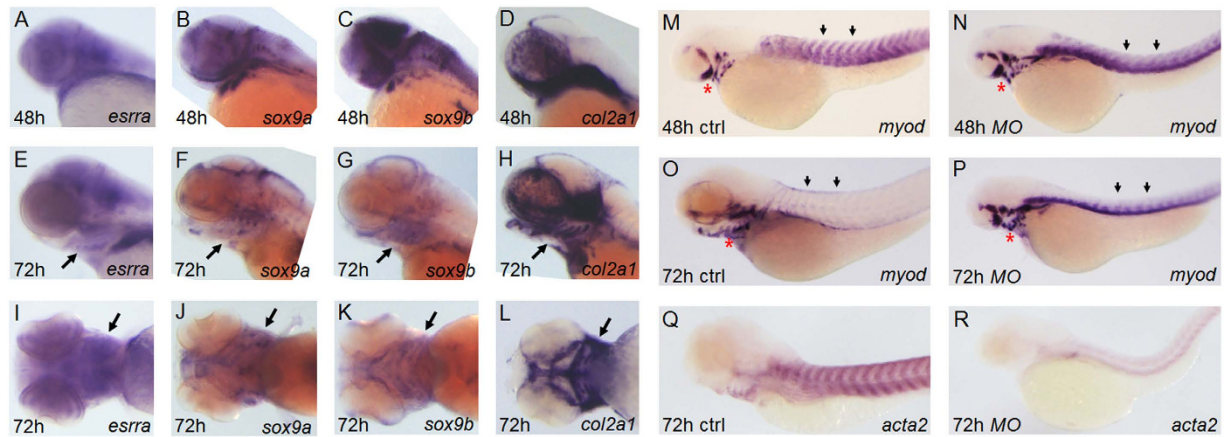 A
48h esrra
B
48h sox9a
C
48h sox9b
D
48h col2a1
E
72h esrra
F
72h sox9a
G
72h sox9b
H
72h col2a1
I
72h esrra
J
72h sox9a
K
72h sox9b
L
72h col2a1
M
*
48h ctrl myod
N
*
48h MO myod
O
*
72h ctrl myod
P
*
72h MO myod
Q
72h ctrl acta2
R
72h MO acta2